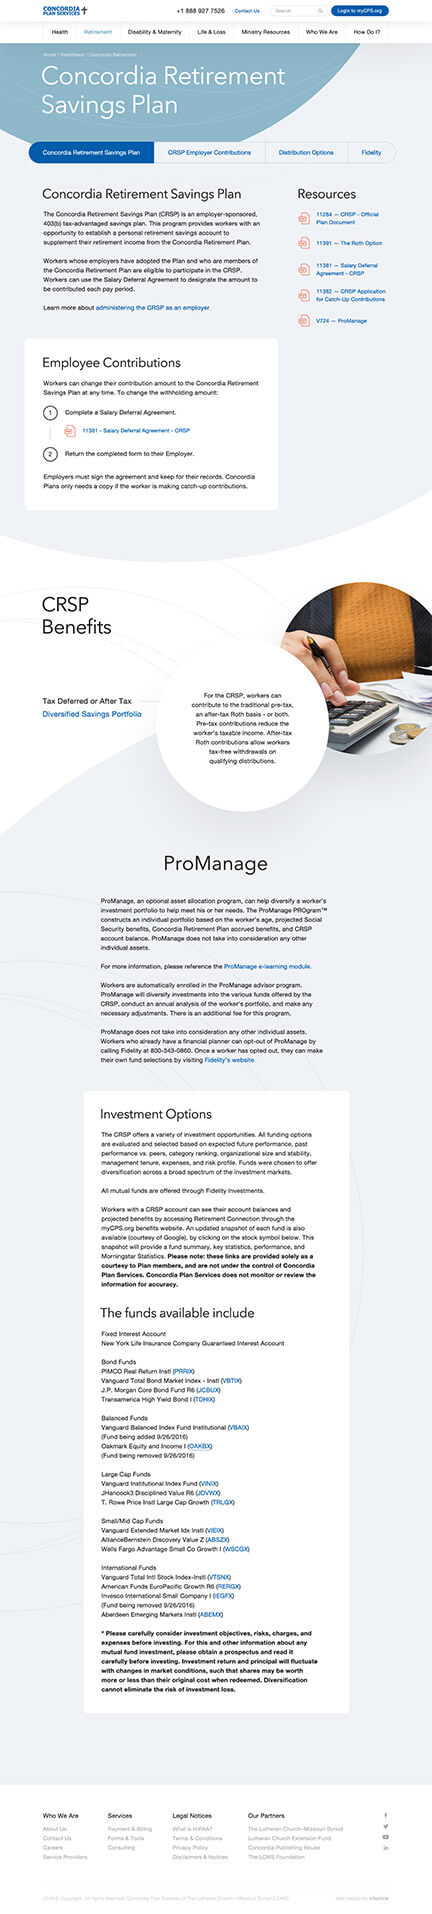 CONCORDIA
PLAN SERVICES
+1 888 927 7526
Contact Us
Search
Login to myCPS.org
Health
Retirement
Disability & Maternity
Life & Loss
Ministry Resources
Who We Are
How Do I?
Home / Retirement / Concordia Retirement
Concordia Retirement
Savings Plan
Concordia Retirement Savings Plan
CRSP Employer Contributions
Distribution Options
Fidelity
Concordia Retirement Savings Plan
The Concordia Retirement Savings Plan (CRSP) is an employer-sponsored,
403(b) tax-advantaged savings plan. This program provides workers with an
opportunity to establish a personal retirement savings account to
supplement their retirement income from the Concordia Retirement Plan.
Workers whose employers have adopted the Plan and who are members of
the Concordia Retirement Plan are eligible to participate in the CRSP.
Workers can use the Salary Deferral Agreement to designate the amount to
be contributed each pay period.
Learn more about administering the CRSP as an employer.
Resources
11284 — CRSP - Official
Plan Document
11391 — The Roth Option
11381 — Salary Deferral
Agreement - CRSP
11382 — CRSP Application
for Catch-Up Contributions
V724 — ProManage
Employee Contributions
Workers can change their contribution amount to the Concordia Retirement
Savings Plan at any time. To change the withholding amount:
1 Complete a Salary Deferral Agreement.
11381 - Salary Deferral Agreement - CRSP
2 Return the completed form to their Employer.
Employers must sign the agreement and keep for their records. Concordia
Plans only needs a copy if the worker is making catch-up contributions.
CRSP
Benefits
Tax Deferred or After Tax
Diversified Savings Portfolio
For the CRSP, workers can
contribute to the traditional pre-tax,
an after-tax Roth basis - or both.
Pre-tax contributions reduce the
worker's taxable income. After-tax
Roth contributions allow workers
tax-free withdrawals on
qualifying distributions.
ProManage
ProManage, an optional asset allocation program, can help diversify a worker's
investment portfolio to help meet his or her needs. The ProManage PROgram™
constructs an individual portfolio based on the worker's age, projected Social
Security benefits, Concordia Retirement Plan accrued benefits, and CRSP
account balance. ProManage does not take into consideration any other
individual assets.
For more information, please reference the ProManage e-learning module.
Workers are automatically enrolled in the ProManage advisor program.
ProManage will diversify investments into the various funds offered by the
CRSP, conduct an annual analysis of the worker's portfolio, and make any
necessary adjustments. There is an additional fee for this program.
ProManage does not take into consideration any other individual assets.
Workers who already have a financial planner can opt-out of ProManage by
calling Fidelity at 800-343-0860. Once a worker has opted out, they can make
their own fund selections by visiting Fidelity's website.
Investment Options
The CRSP offers a variety of investment opportunities. All funding options
are evaluated and selected based on expected future performance, past
performance vs. peers, category ranking, organizational size and stability,
management tenure, expenses, and risk profile. Funds were chosen to offer
diversification across a broad spectrum of the investment markets.
All mutual funds are offered through Fidelity Investments.
Workers with a CRSP account can see their account balances and
projected benefits by accessing Retirement Connection through the
myCPS.org benefits website. An updated snapshot of each fund is also
available (courtesy of Google), by clicking on the stock symbol below. This
snapshot will provide a fund summary, key statistics, performance, and
Morningstar Statistics. Please note: these links are provided solely as a
courtesy to Plan members, and are not under the control of Concordia
Plan Services. Concordia Plan Services does not monitor or review the
information for accuracy.
The funds available include
Fixed Interest Account
New York Life Insurance Company Guaranteed Interest Account
Bond Funds
PIMCO Real Return Instl (PRRIX)
Vanguard Total Bond Market Index - Instl (VBTIX)
J.P. Morgan Core Bond Fund R6 (JCBUX)
Transamerica High Yield Bond I (TDHIX)
Balanced Funds
Vanguard Balanced Index Fund Institutional (VBAIX)
(Fund being added 9/26/2016)
Oakmark Equity and Income I (OAKBX)
(Fund being removed 9/26/2016)
Large Cap Funds
Vanguard Institutional Index Fund (VINIX)
JHancock3 Disciplined Value R6 (JDVWX)
T. Rowe Price Instl Large Cap Growth (TRLGX)
Small/Mid Cap Funds
Vanguard Extended Market Idx Instl (VIEIX)
AllianceBernstein Discovery Value Z (ABSZX)
Wells Fargo Advantage Small Co Growth I (WSCGX)
International Funds
Vanguard Total Intl Stock Index-Instl (VTSNX)
American Funds EuroPacific Growth R6 (RERGX)
Invesco International Small Company I (IEGFX)
(Fund being removed 9/26/2016)
Aberdeen Emerging Markets Instl (ABEMX)
* Please carefully consider investment objectives, risks, charges, and
expenses before investing. For this and other information about any
mutual fund investment, please obtain a prospectus and read it
carefully before investing. Investment return and principal will fluctuate
with changes in market conditions, such that shares may be worth
more or less than their original cost when redeemed. Diversification
cannot eliminate the risk of investment loss.
Who We Are
About Us
Contact Us
Careers
Service Providers
Services
Payment & Billing
Forms & Tools
Consulting
Legal Notices
What is HIPAA?
Terms & Conditions
Privacy Policy
Disclaimers & Notices
Our Partners
The Lutheran Church–Missouri Synod
Lutheran Church Extension Fund
Concordia Publishing House
The LCMS Foundation
2016 © Copyright. All rights reserved. Concordia Plan Services of The Lutheran Church – Missouri Synod (LCMS)
Web design by